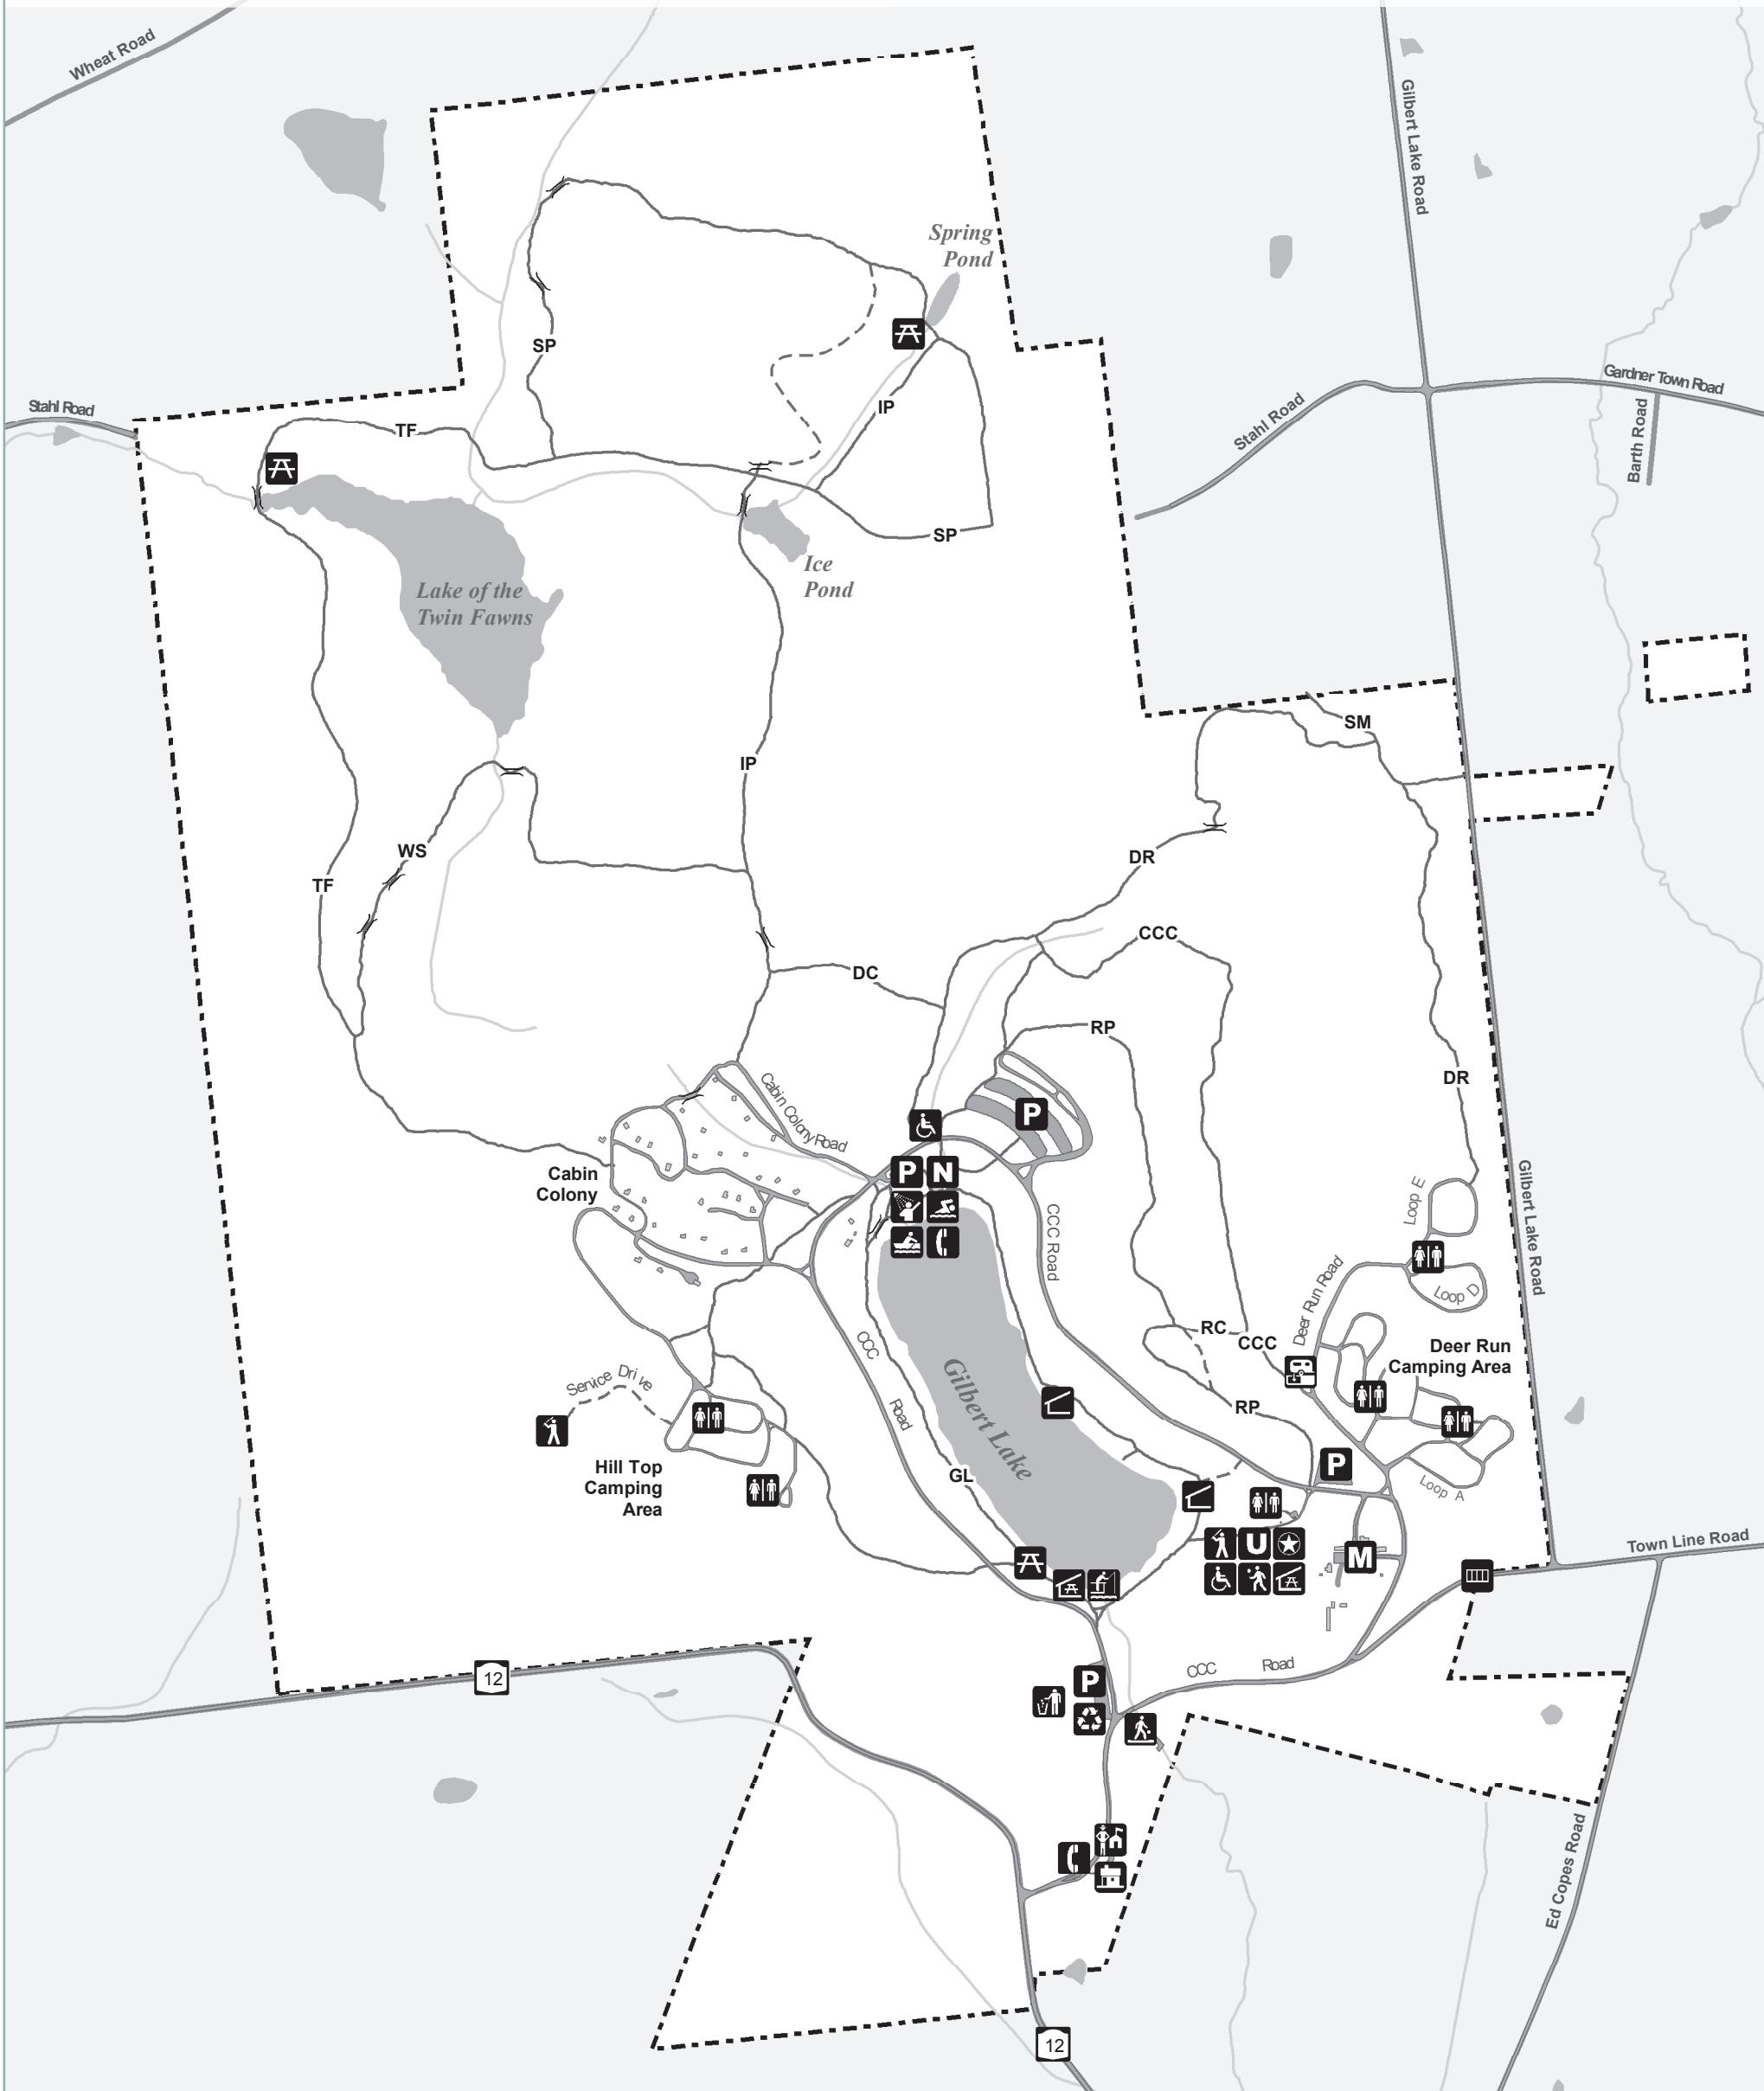 Wheat Road
Gilbert Lake Road
Spring
Pond
SP
IP
Stahl Road
TF
Stahl Road
Gardner Town Road
Barth Road
SP
Ice
Pond
Lake of the
Twin Fawns
SM
IP
WS
DR
TF
CCC
DC
RP
DR
Cabin Colony Road
P
Cabin
Colony
P N
CCC Road
Loop E
Gilbert Lake Road
Loop D
Deer Run Road
RC
CCC
Deer Run
Camping Area
CCC
Road
Service Drive
RP
Gilbert Lake
Hill Top
Camping
Area
GL
P
Loop A
U
M
Town Line Road
12
CCC Road
P
Ed Copes Road
12